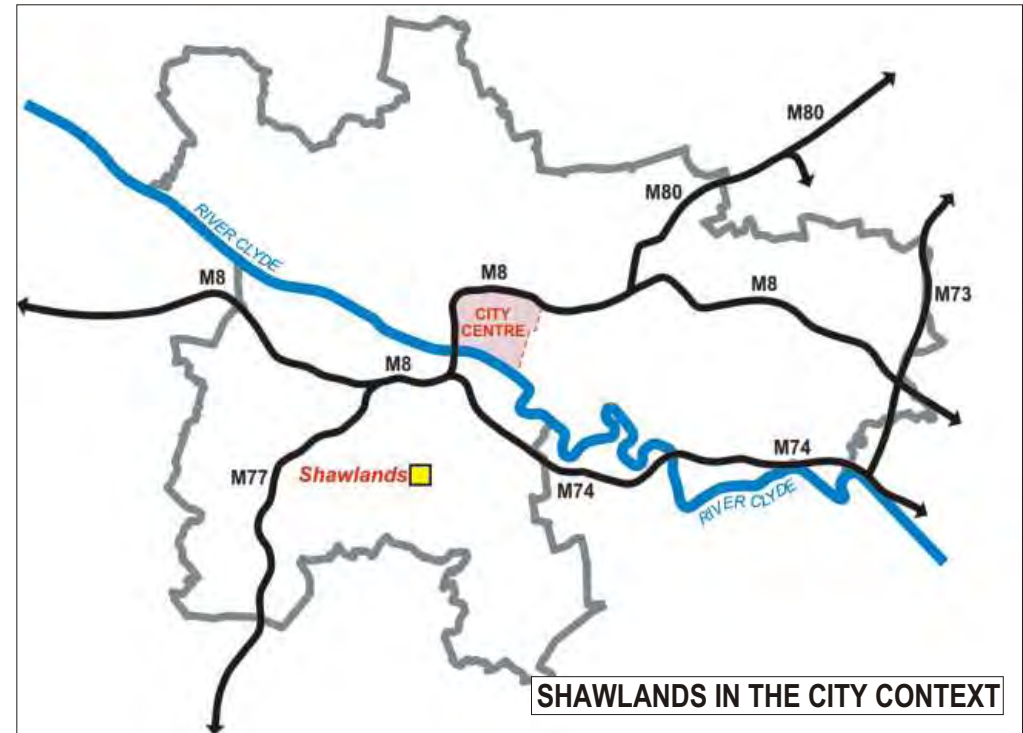 M80
M80
RIVER CLYDE
M8
M8
M8
M73
CITY
CENTRE
M8
M77
Shawlands
M74
M74
RIVER CLYDE
SHAWLANDS IN THE CITY CONTEXT